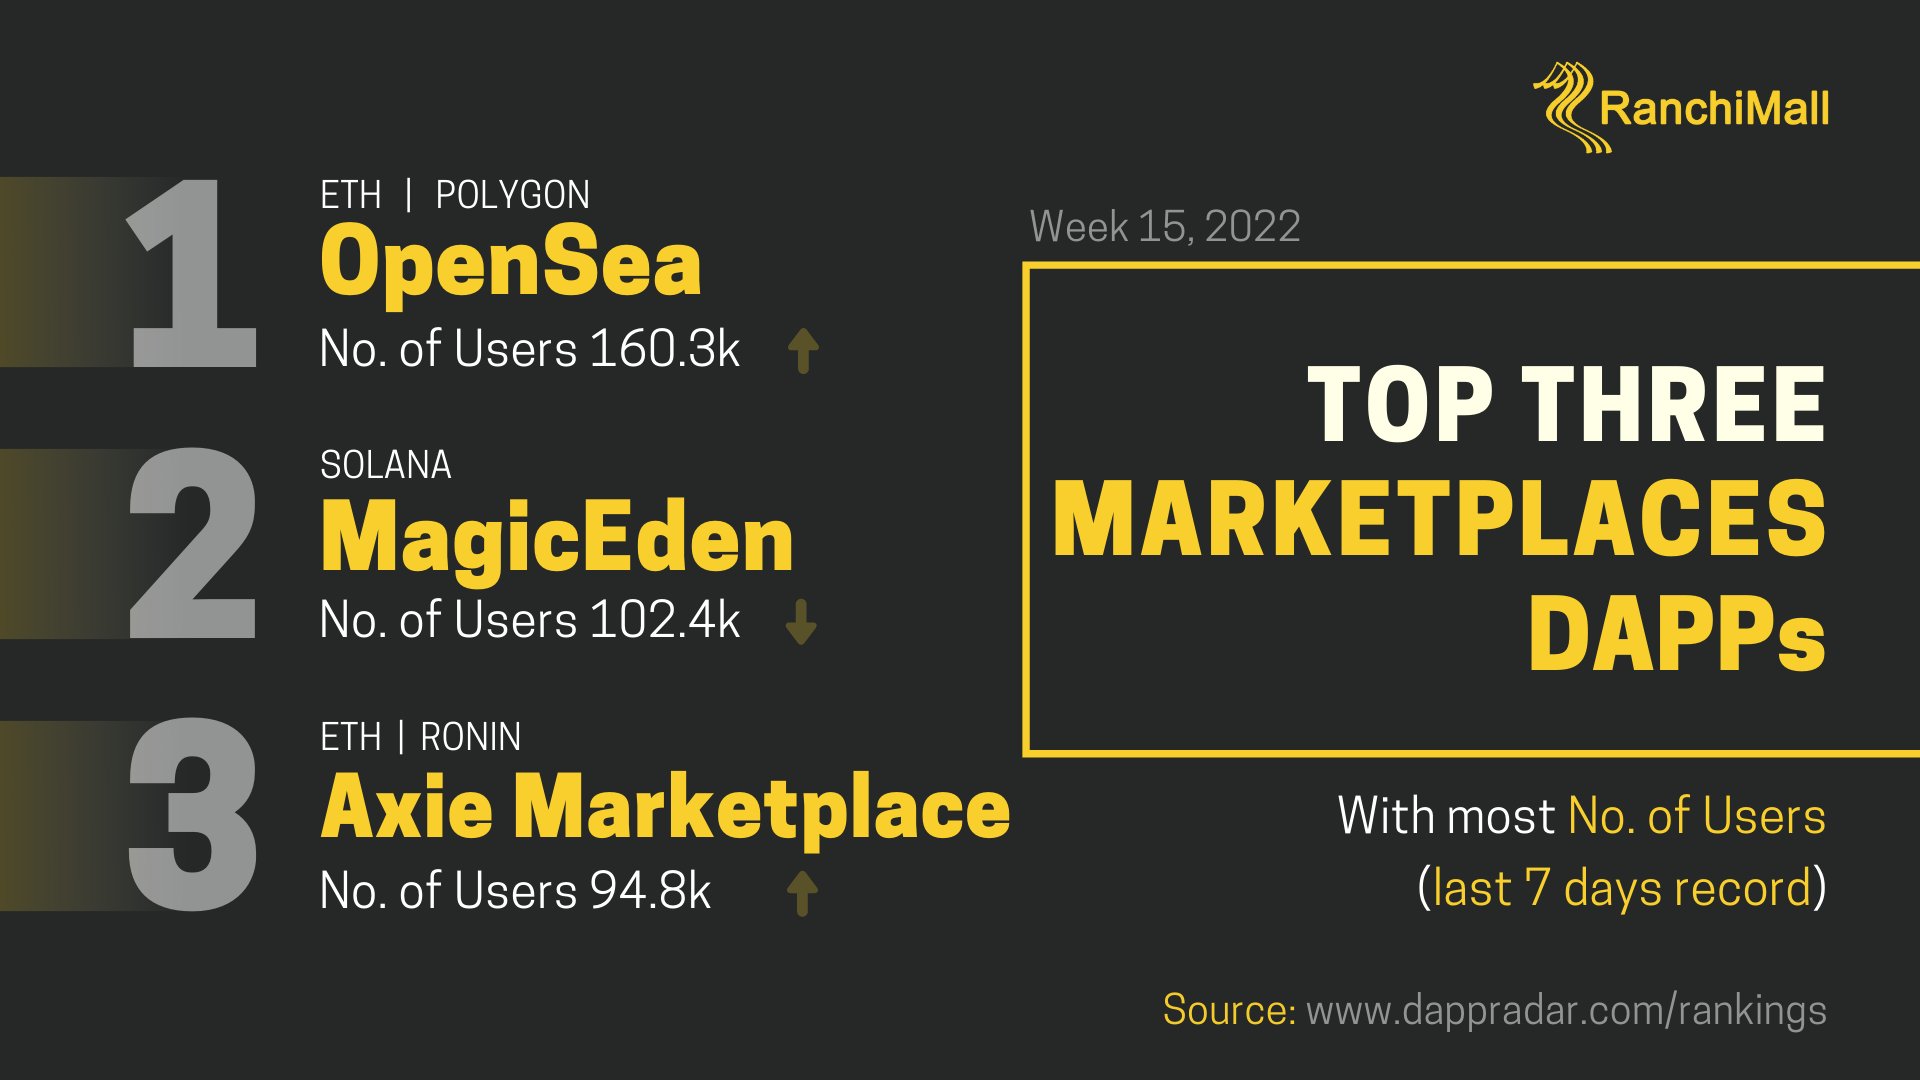 RanchiMall
1
ETH | POLYGON
OpenSea
No. of Users 160.3k
2
SOLANA
MagicEden
No. of Users 102.4k
3
ETH | RONIN
Axie Marketplace
No. of Users 94.8k
Week 15, 2022
TOP THREE
MARKETPLACES
DAPPs
With most No. of Users
(last 7 days record)
Source: www.dappradar.com/rankings